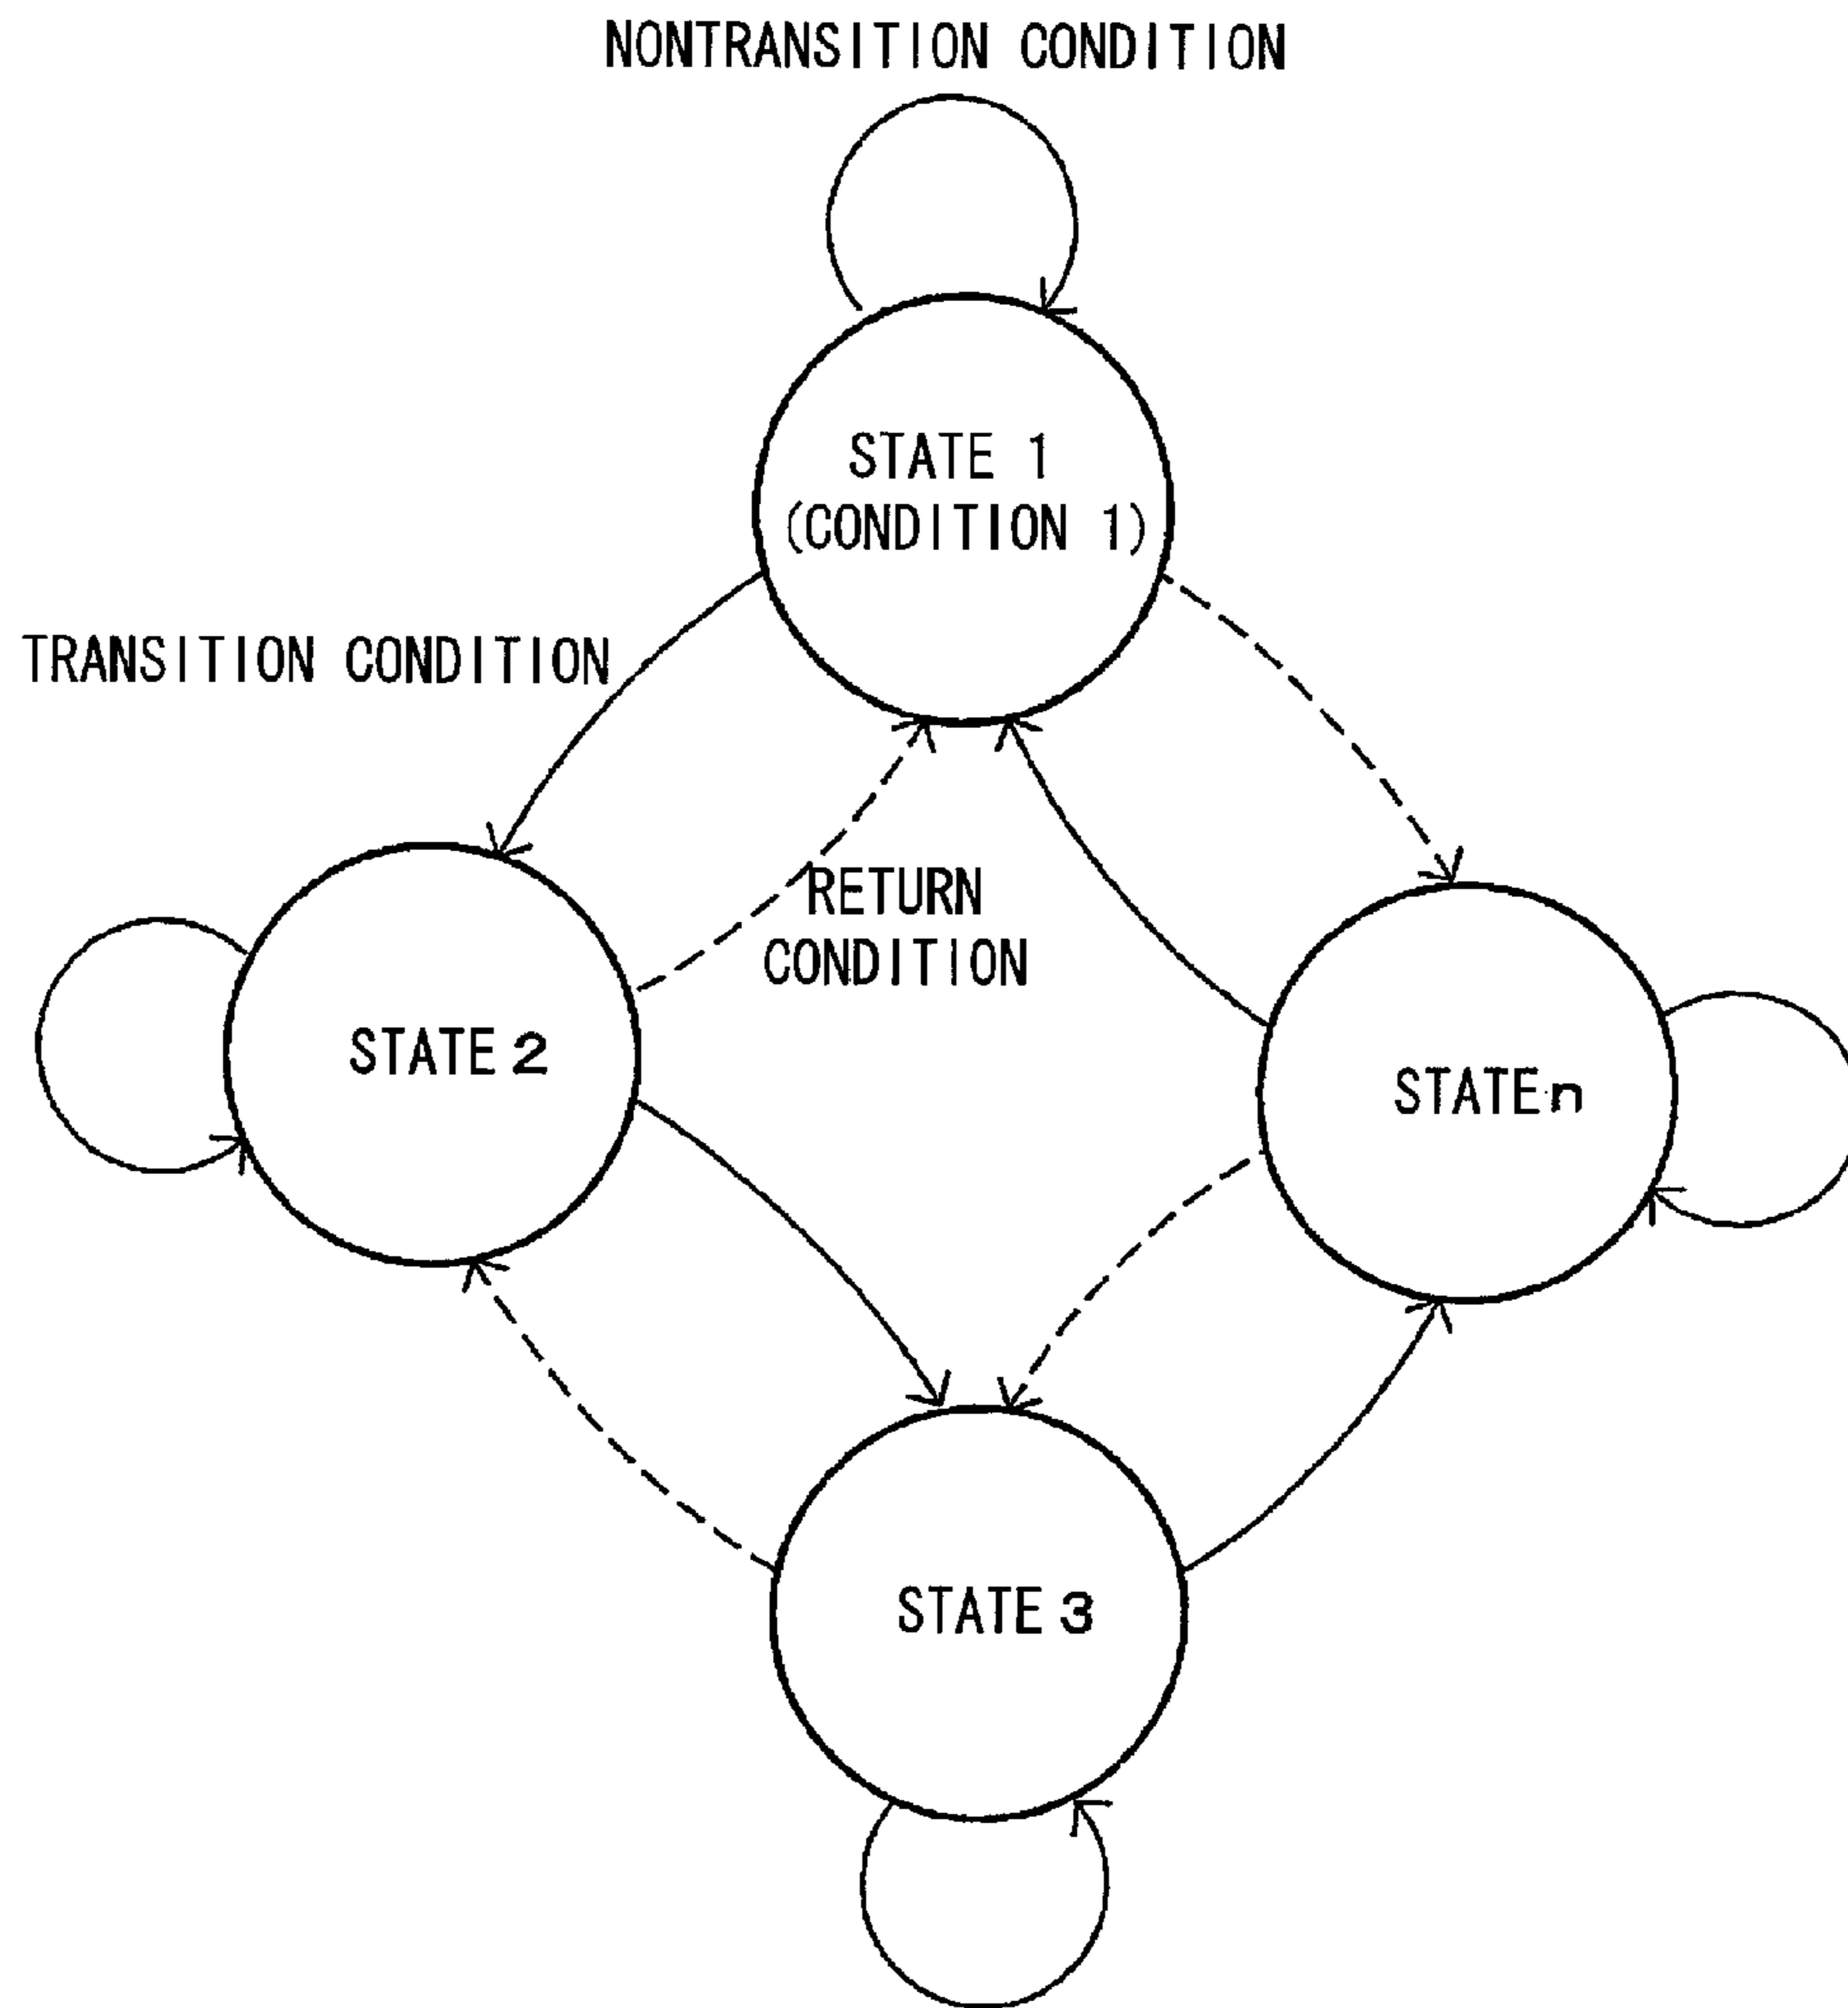 NONTRANSITION CONDITION
STATE 1
(CONDITION 1)
TRANSITION CONDITION
RETURN
CONDITION
STATE 2
STATE n
STATE 3